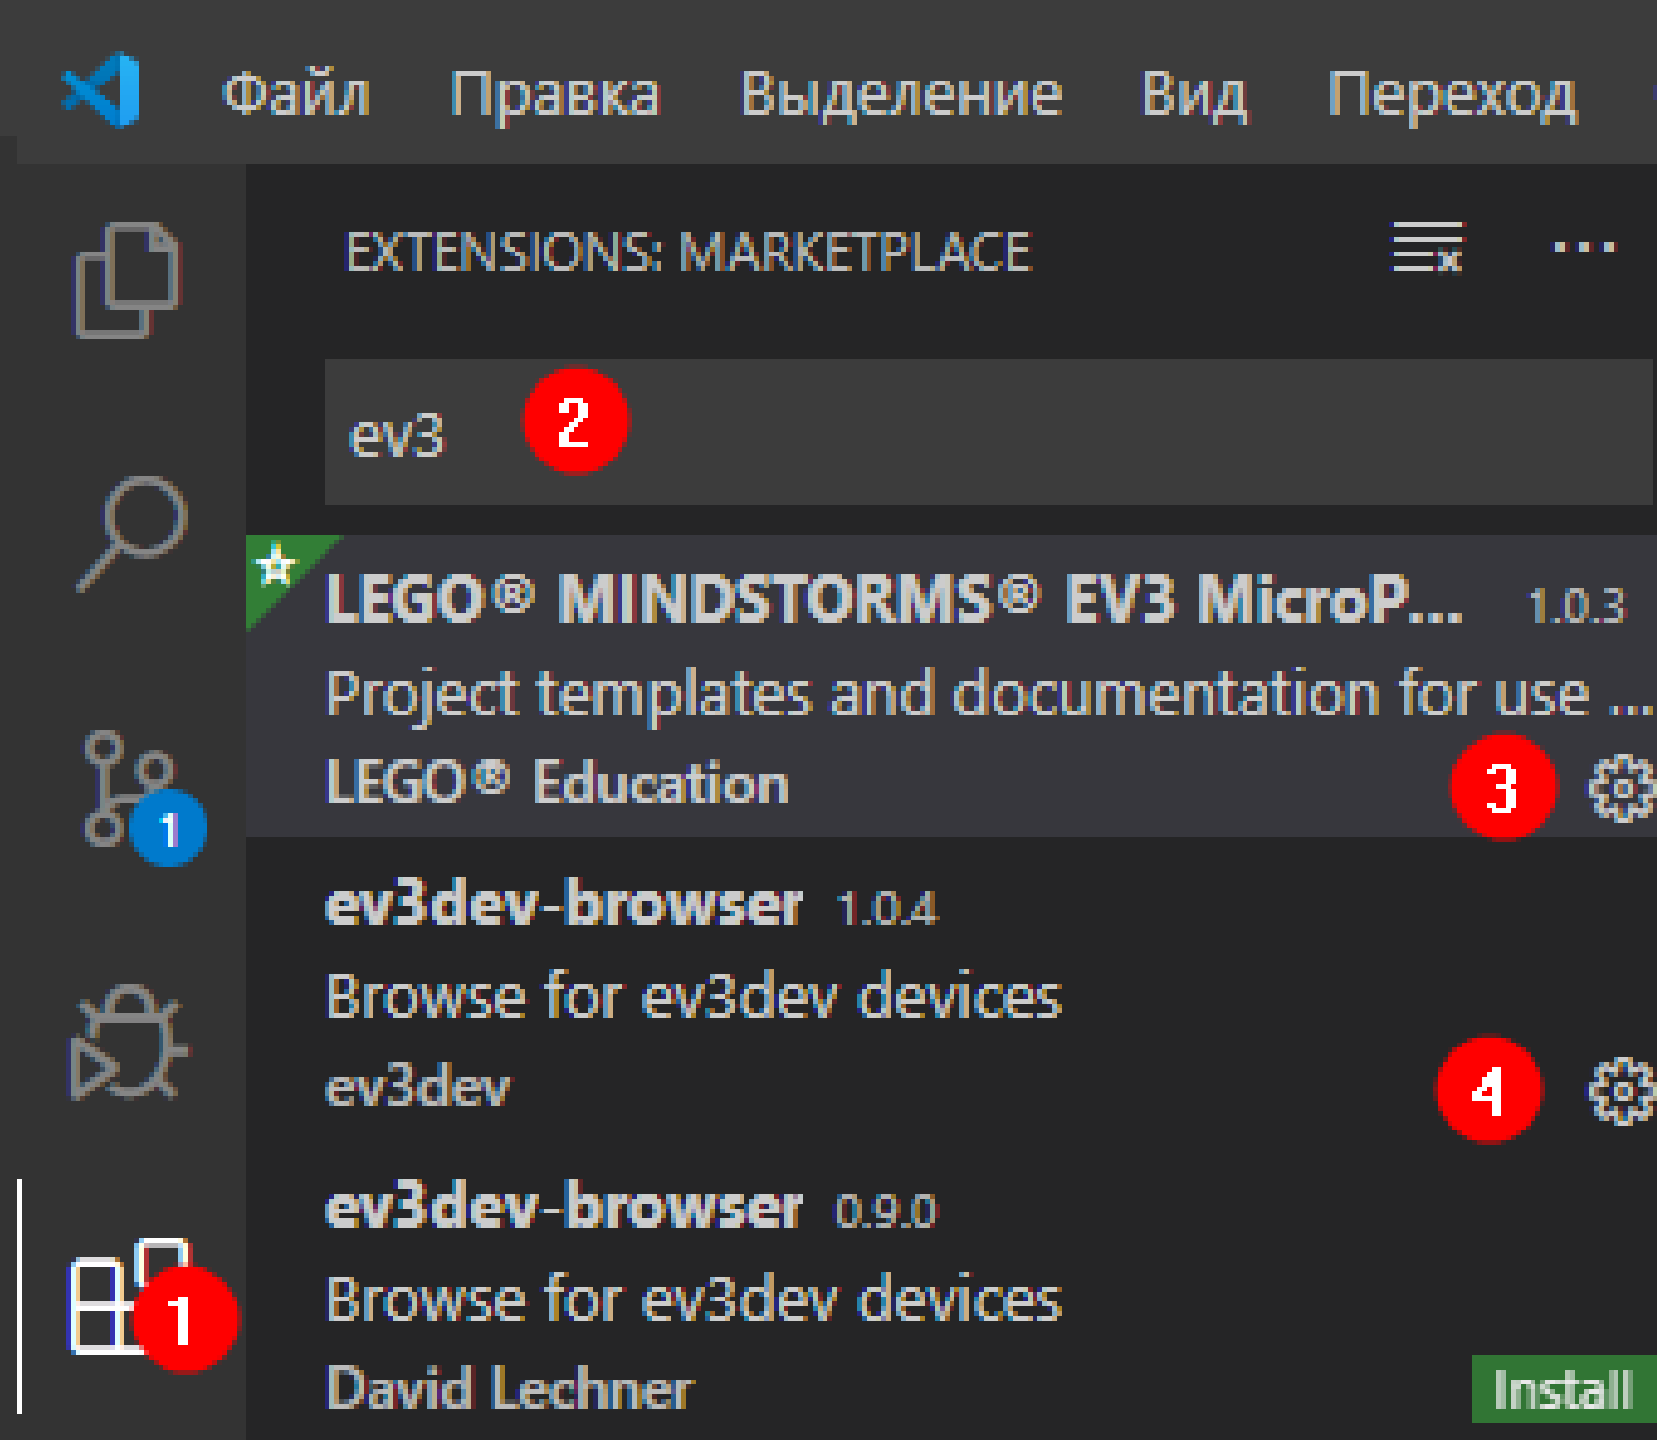 Файл Правка Выделение Вид Переход
EXTENSIONS: MARKETPLACE
ev3 2
LEGO® MINDSTORMS® EV3 MicroP... 1.0.3
Project templates and documentation for use ...
LEGO® Education 3
1
ev3dev-browser 1.0.4
Browse for ev3dev devices
ev3dev 4
ev3dev-browser 0.9.0
Browse for ev3dev devices
1
David Lechner Install